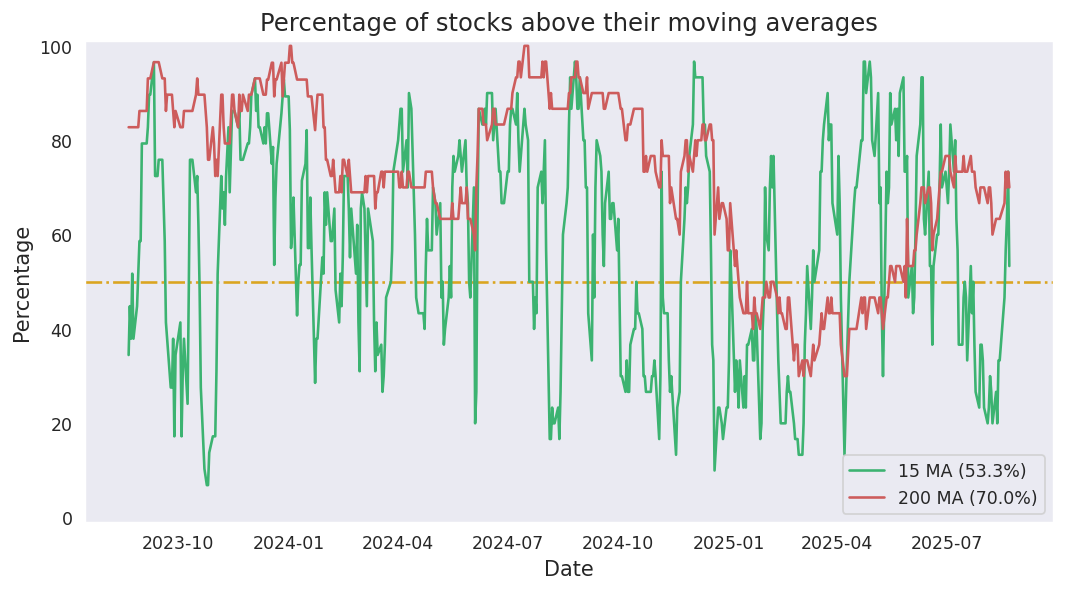 Percentage of stocks above their moving averages
Percentage
100
80
60
40
20
0
15 MA (53.3%)
200 MA (70.0%)
2023-10
2024-01
2024-04
2024-07
2024-10
2025-01
2025-04
2025-07
Date